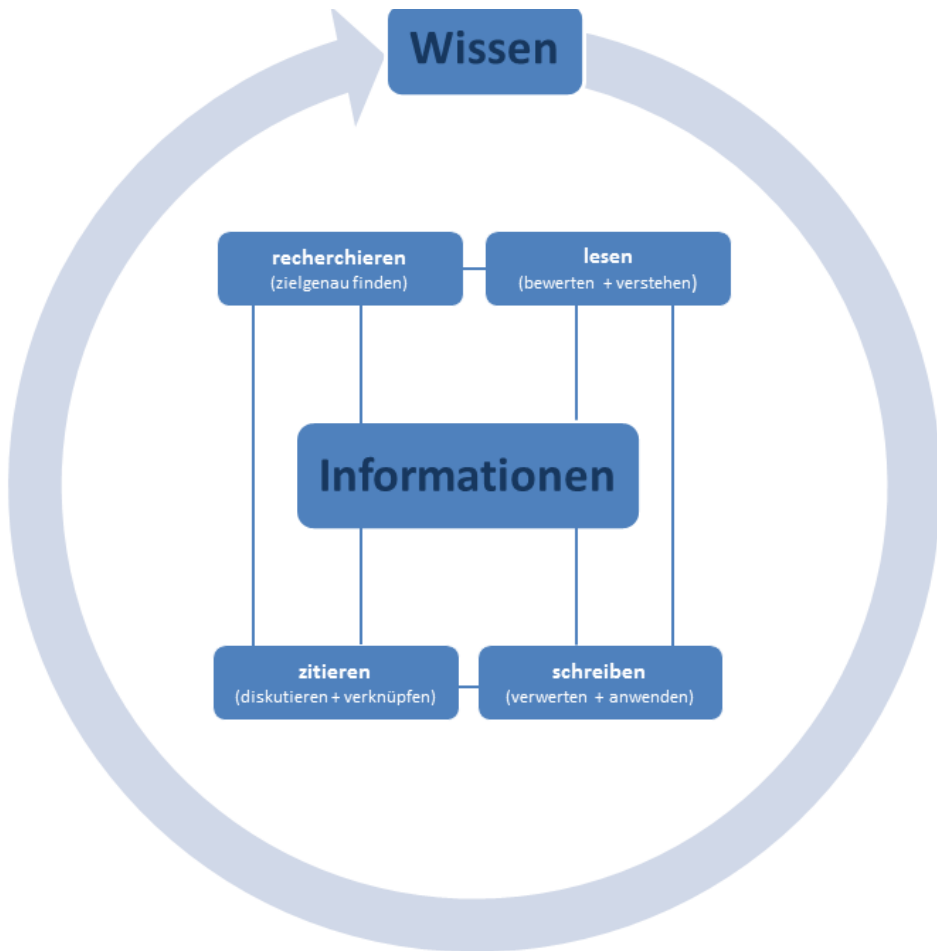 Wissen
recherchieren
(zielgenau finden)
lesen
(bewerten + verstehen)
Informationen
zitieren
(diskutieren + verknüpfen)
schreiben
(verwerten + anwenden)